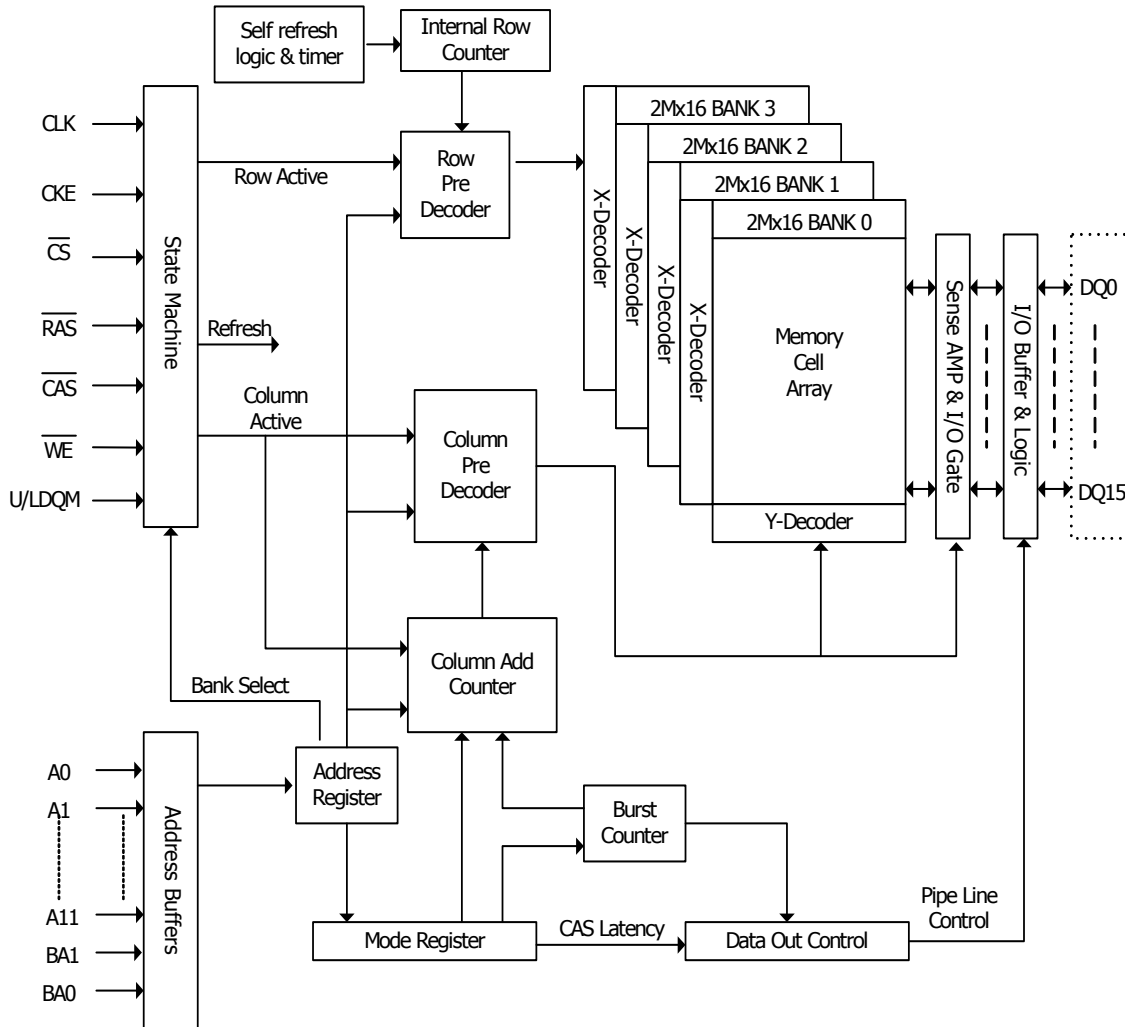 Self refresh
logic & timer
Internal Row
Counter
CLK
CKE
CS
RAS
CAS
WE
U/LDQM
State Machine
Row Active
Refresh
Column
Active
Row
Pre
Decoder
Column
Pre
Decoder
Column Add
Counter
Bank Select
X-Decoder
X-Decoder
X-Decoder
X-Decoder
2Mx16 BANK 3
2Mx16 BANK 2
2Mx16 BANK 1
2Mx16 BANK 0
Memory
Cell
Array
Y-Decoder
Sense AMP & I/O Gate
I/O Buffer & Logic
DQ0
DQ15
A0
A1
A11
BA1
BA0
Address Buffers
Address
Register
Burst
Counter
Mode Register
CAS Latency
Data Out Control
Pipe Line
Control